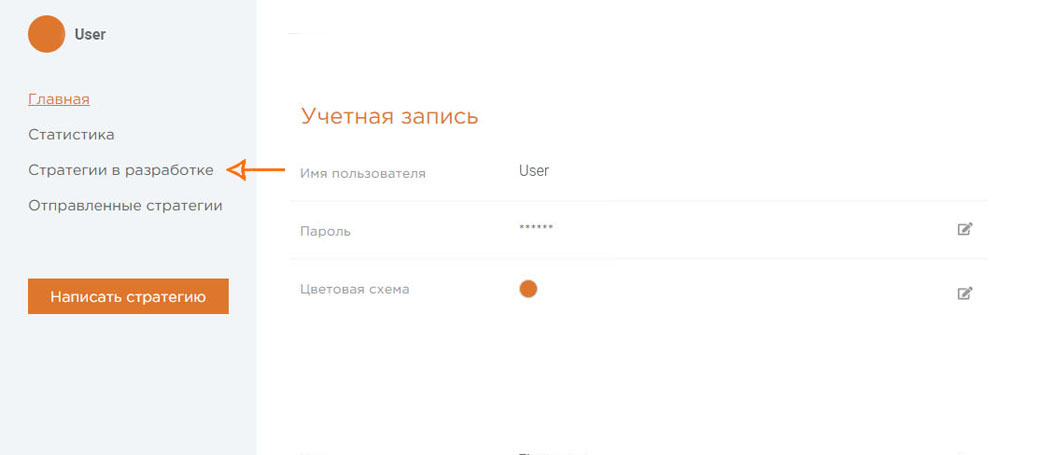 User
Главная
Статистика
Стратегии в разработке
Отправленные стратегии
Написать стратегию
Учетная запись
Имя пользователя User
Пароль ******
Цветовая схема